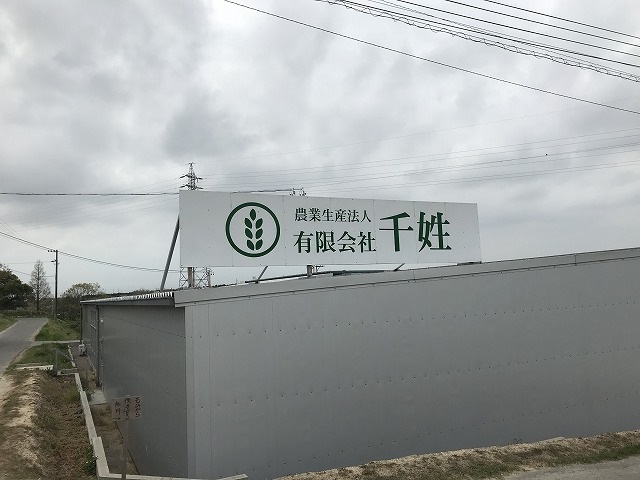 農業生産法人
有限会社 千姓